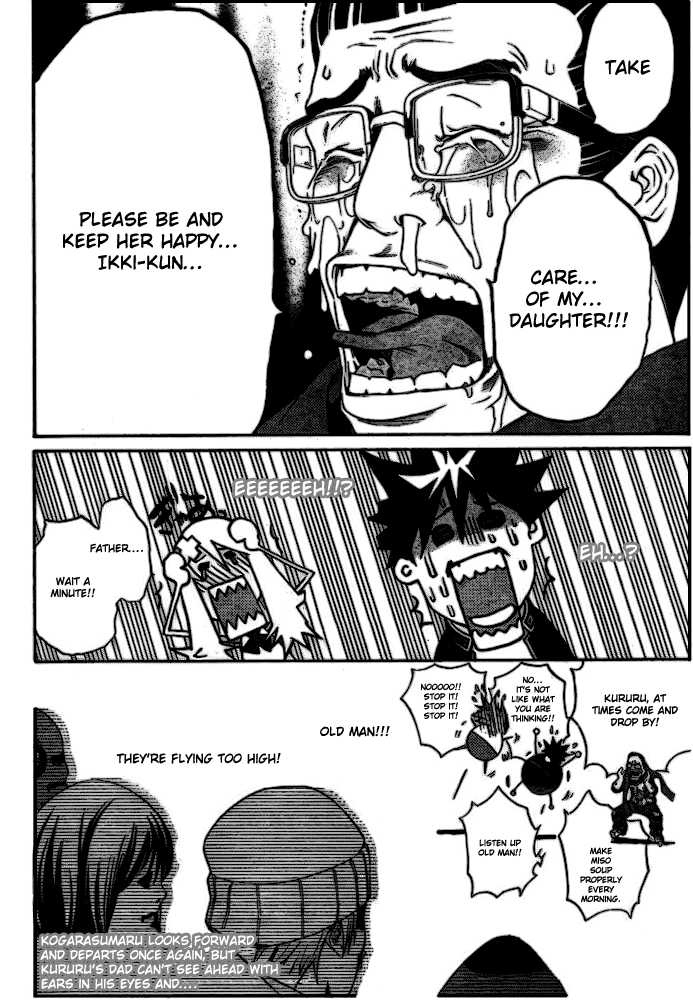 TAKE
CARE...
OF MY...
DAUGHTER!!!
PLEASE BE AND
KEEP HER HAPPY...
IKKI-KUN...
EH...?
EEEEEEEH!!?
FATHER....
WAIT A
MINUTE!!
KURURU, AT
TIMES COME AND
DROP BY!
NO...
IT'S NOT
LIKE WHAT
YOU ARE
THINKING!!
NOOOOO!!
STOP IT!
STOP IT!
STOP IT!
MAKE
MISO
SOUP
PROPERLY
EVERY
MORNING.
LISTEN UP
OLD MAN!!
OLD MAN!!!
THEY'RE FLYING TOO HIGH!
KOGARASUMARU LOOKS FORWARD
AND DEPARTS ONCE AGAIN, BUT
KURURU'S DAD CAN'T SEE AHEAD WITH
EARS IN HIS EYES AND....